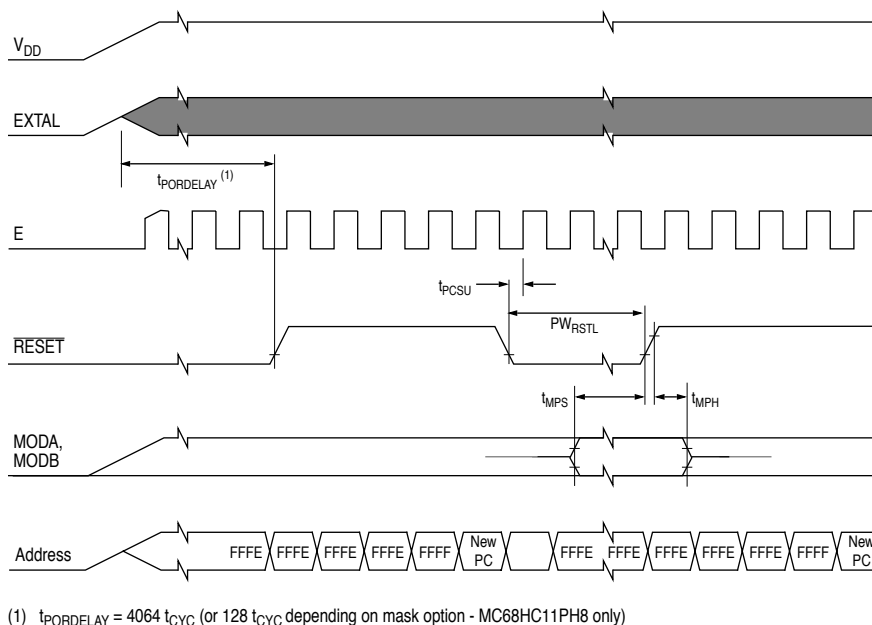 VDD
EXTAL
tPORDELAY (1)
E
tPCSU
PWRSTL
RESET
tMPS
tMPH
MODA,
MODB
Address
FFFE FFFE FFFE FFFE FFFF New PC FFFE FFFE FFFE FFFE FFFE FFFF New PC
(1) tPORDELAY = 4064 tCYC (or 128 tCYC depending on mask option - MC68HC11PH8 only)